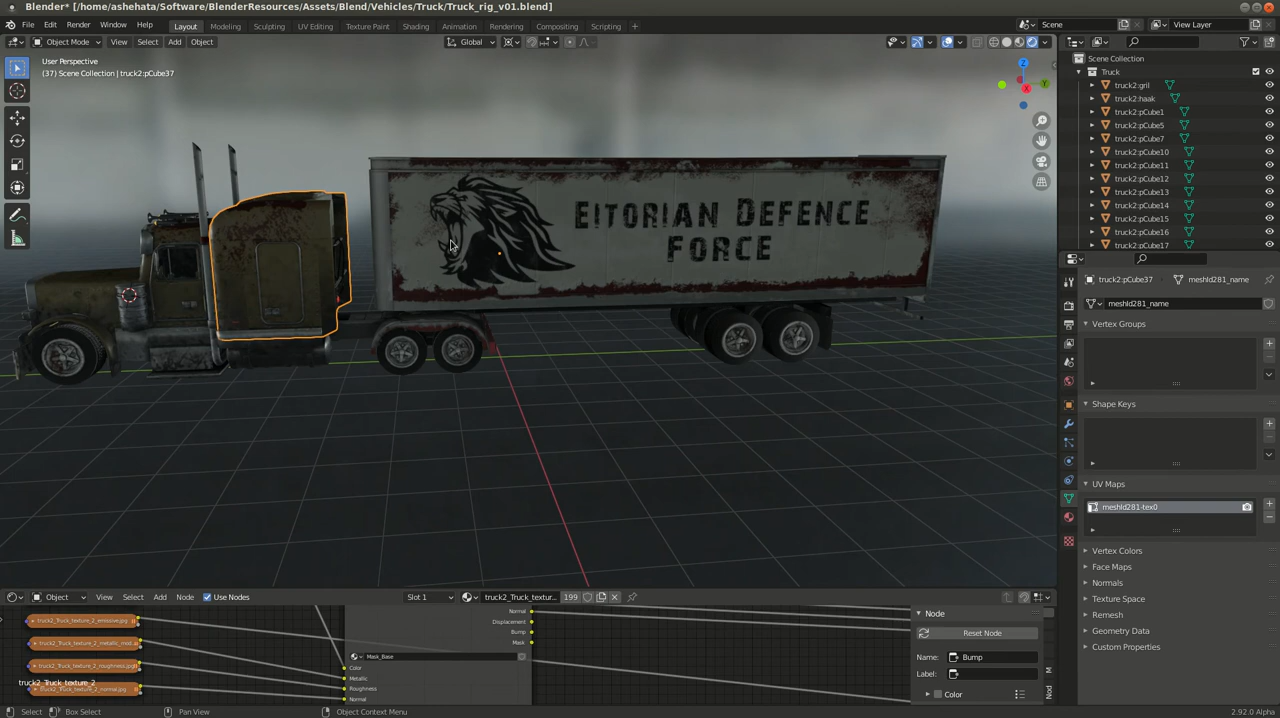 Blender* [/home/ashehata/Software/BlenderResources/Assets/Blend/Vehicles/Truck/Truck_rig_v01.blend]
File Edit Render Window Help Layout Modeling Sculpting UV Editing Texture Paint Shading Animation Rendering Compositing Scripting + Scene View Layer
Object Mode View Select Add Object Global
User Perspective
(37) Scene Collection | truck2:pCube37
Z
Y
X
EITORIAN DEFENCE
FORCE
Scene Collection
Truck
truck2:gril
truck2:haak
truck2:pCube1
truck2:pCube5
truck2:pCube7
truck2:pCube10
truck2:pCube11
truck2:pCube12
truck2:pCube13
truck2:pCube14
truck2:pCube15
truck2:pCube16
truck2:pCube17
truck2:pCube37 meshId281_name
meshId281_name
Vertex Groups
Shape Keys
UV Maps
meshId281-tex0
Vertex Colors
Face Maps
Normals
Texture Space
Remesh
Geometry Data
Custom Properties
Object View Select Add Node Use Nodes Slot 1 truck2_Truck_textur... 199
truck2_Truck_texture_2_emissive.jpg
truck2_Truck_texture_2_roughness.jpg
truck2_Truck_texture_2_normal.jpg
truck2_Truck_texture_2
Normal
Displacement
Bump
Mask
Mask_Base
Color
Metallic
Roughness
Normal
Node
Reset Node
Name: Bump
Label:
Color
Select Box Select Pan View Object Context Menu 2.92.0 Alpha